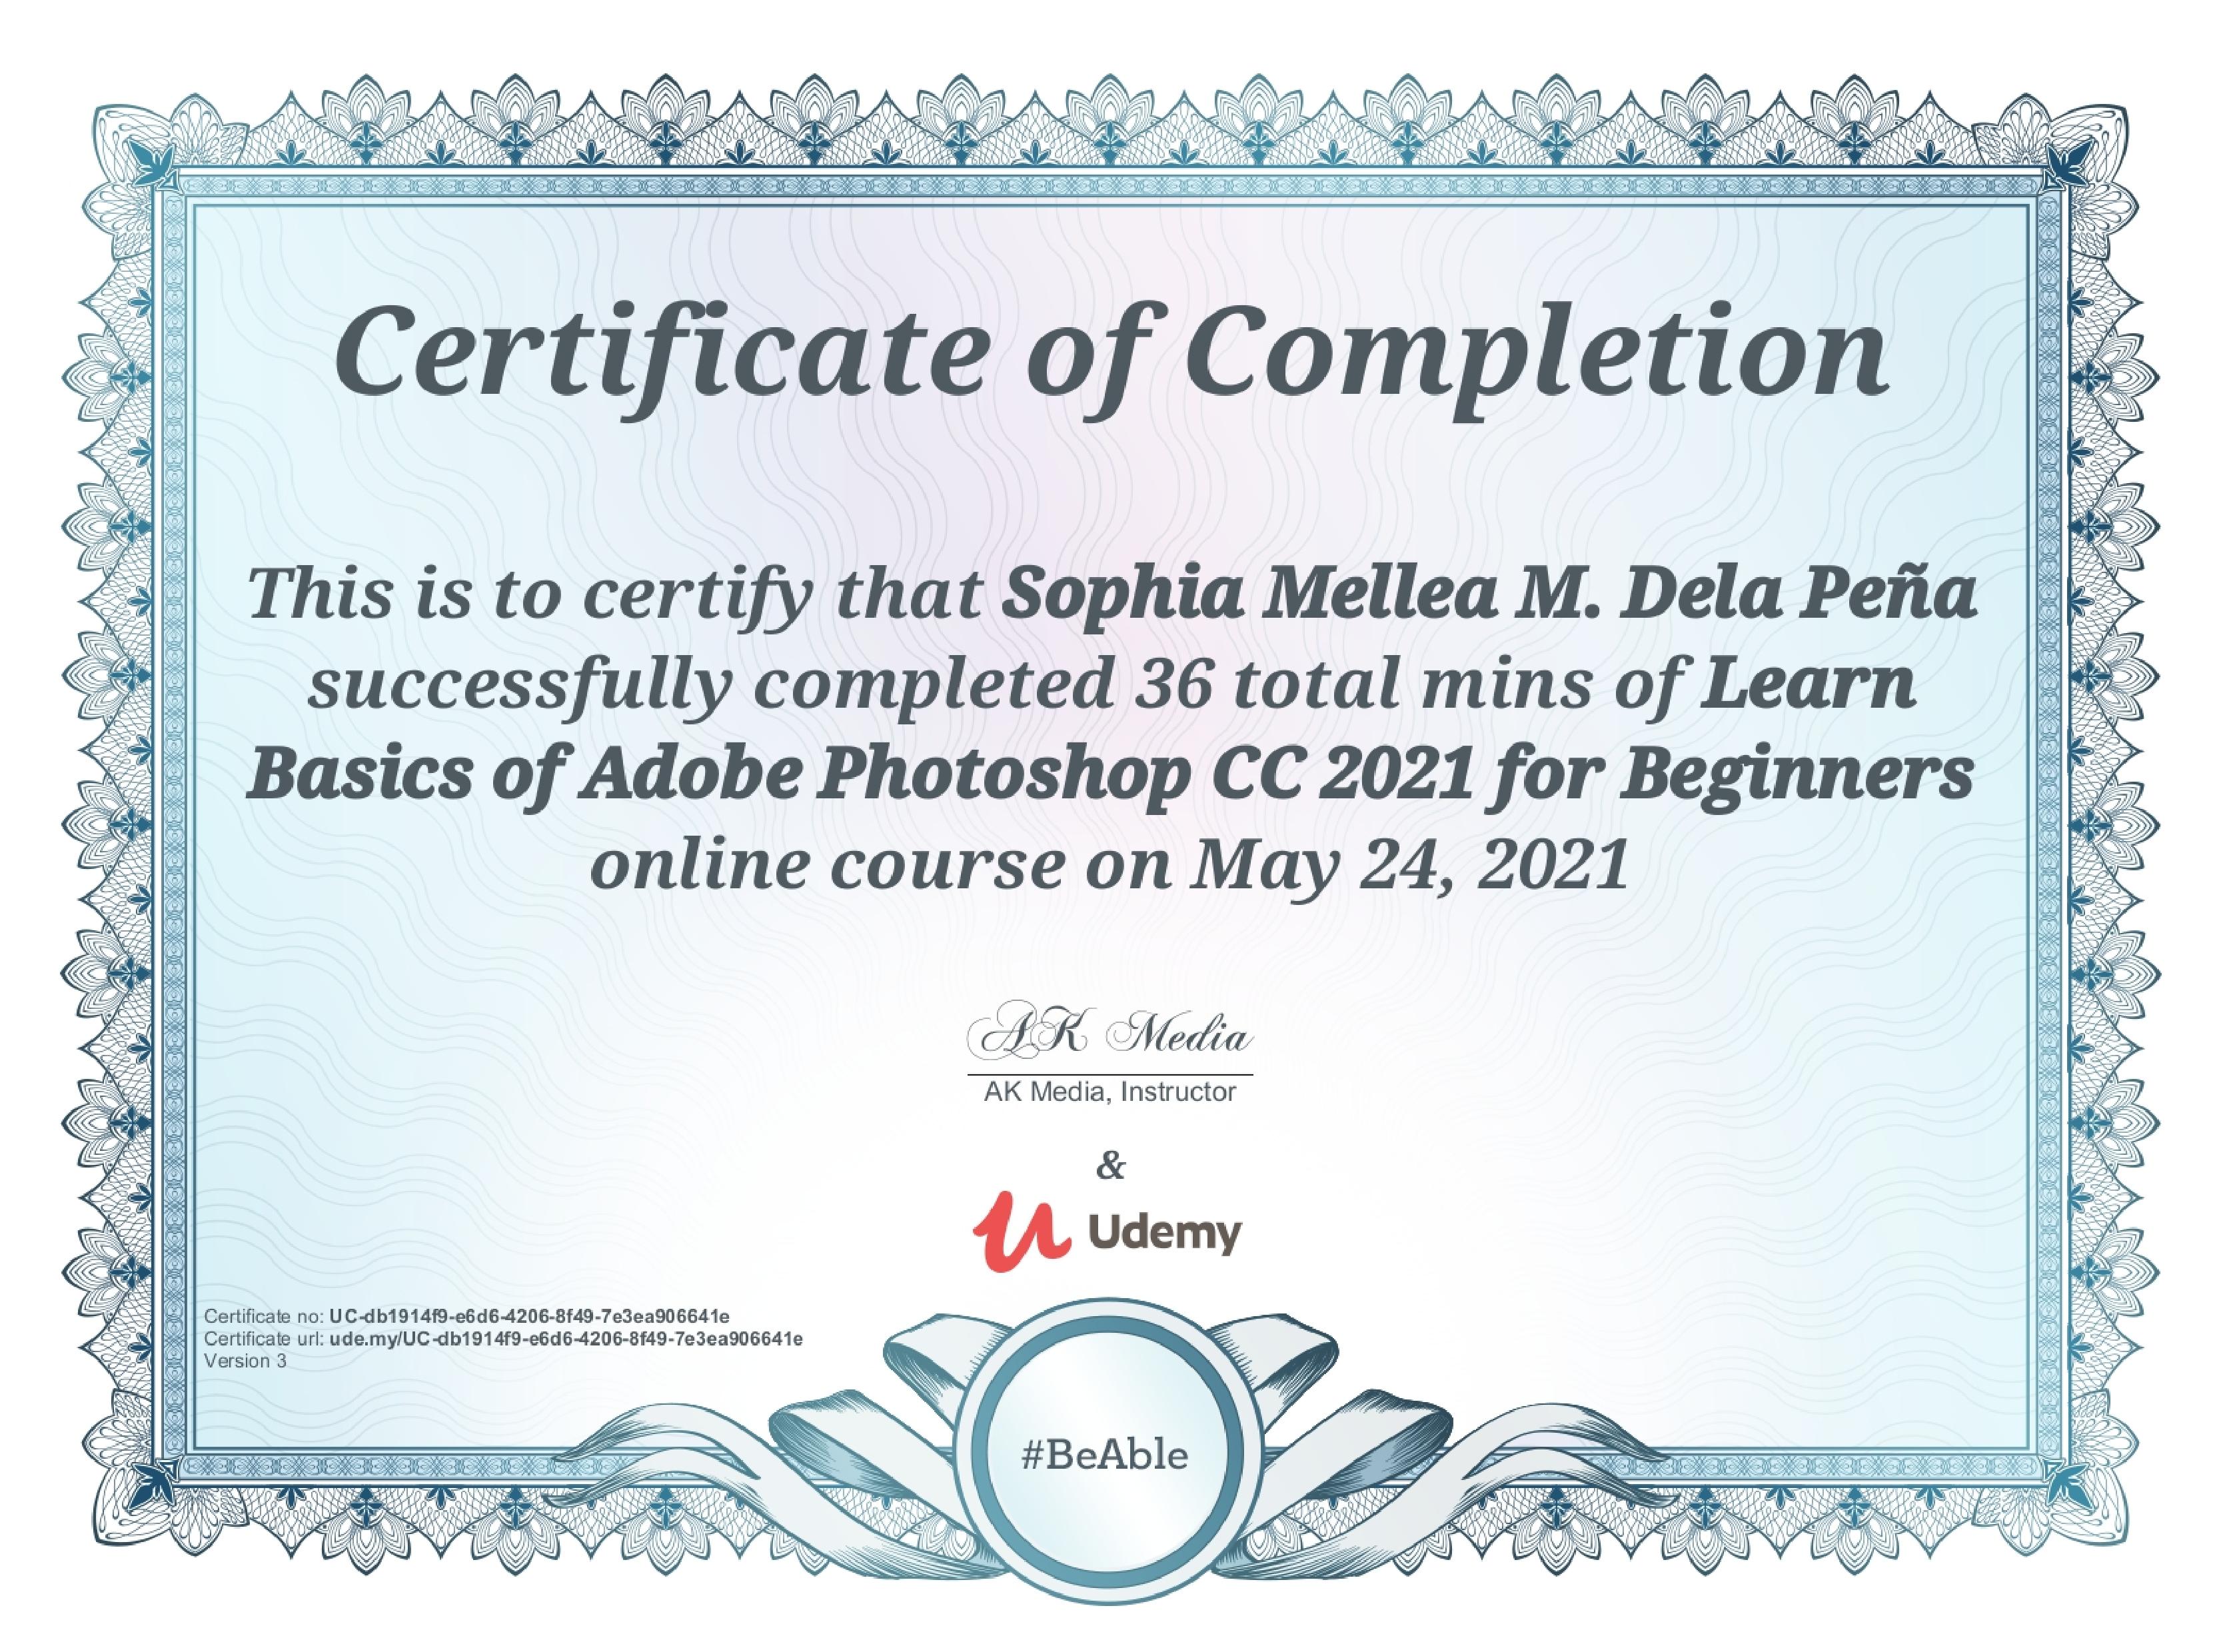 Certificate of Completion
This is to certify that Sophia Mellea M. Dela Peña
successfully completed 36 total mins of Learn
Basics of Adobe Photoshop CC 2021 for Beginners
online course on May 24, 2021
AK Media
AK Media, Instructor
&
Udemy
Certificate no: UC-db1914f9-e6d6-4206-8f49-7e3ea906641e
Certificate url: ude.my/UC-db1914f9-e6d6-4206-8f49-7e3ea906641e
Version 3
#BeAble